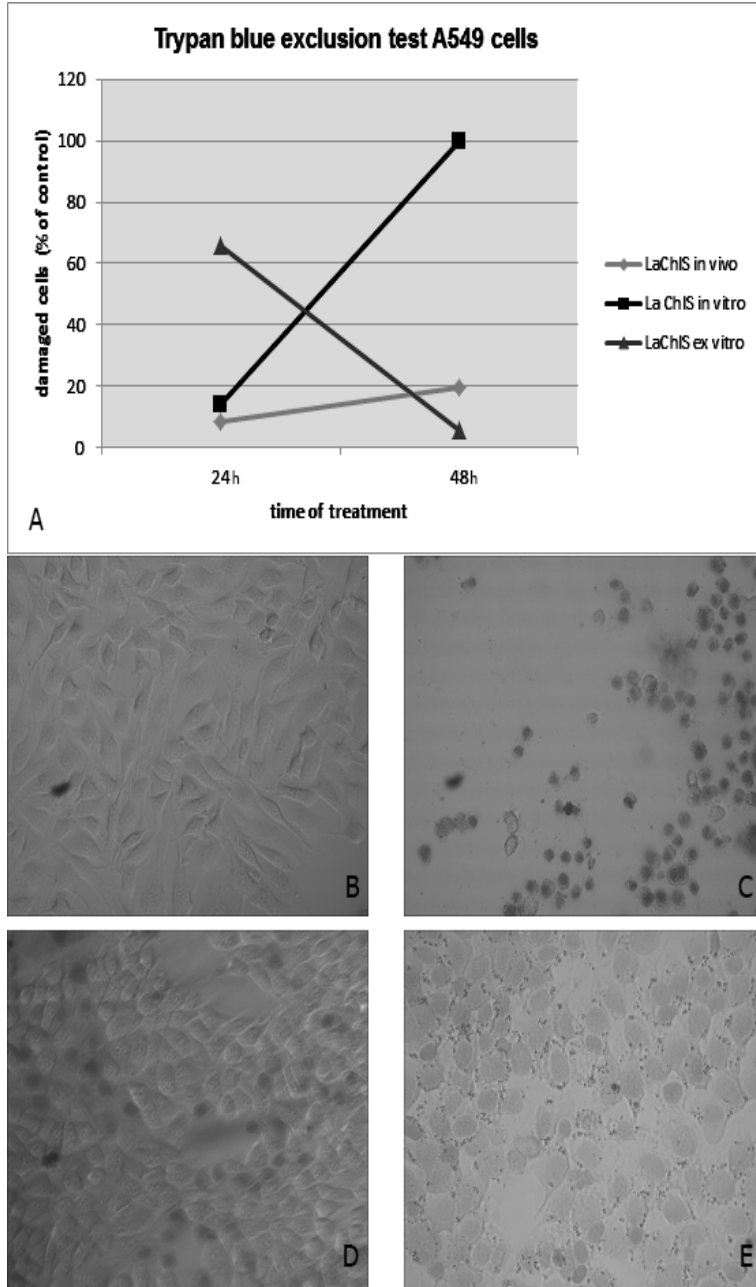 Trypan blue exclusion test A549 cells
120
100
80
60
40
20
0
damaged cells (% of control)
24h
48h
time of treatment
LaChIS in vivo
La ChIS in vitro
LaChIS ex vitro
A
B
C
D
E